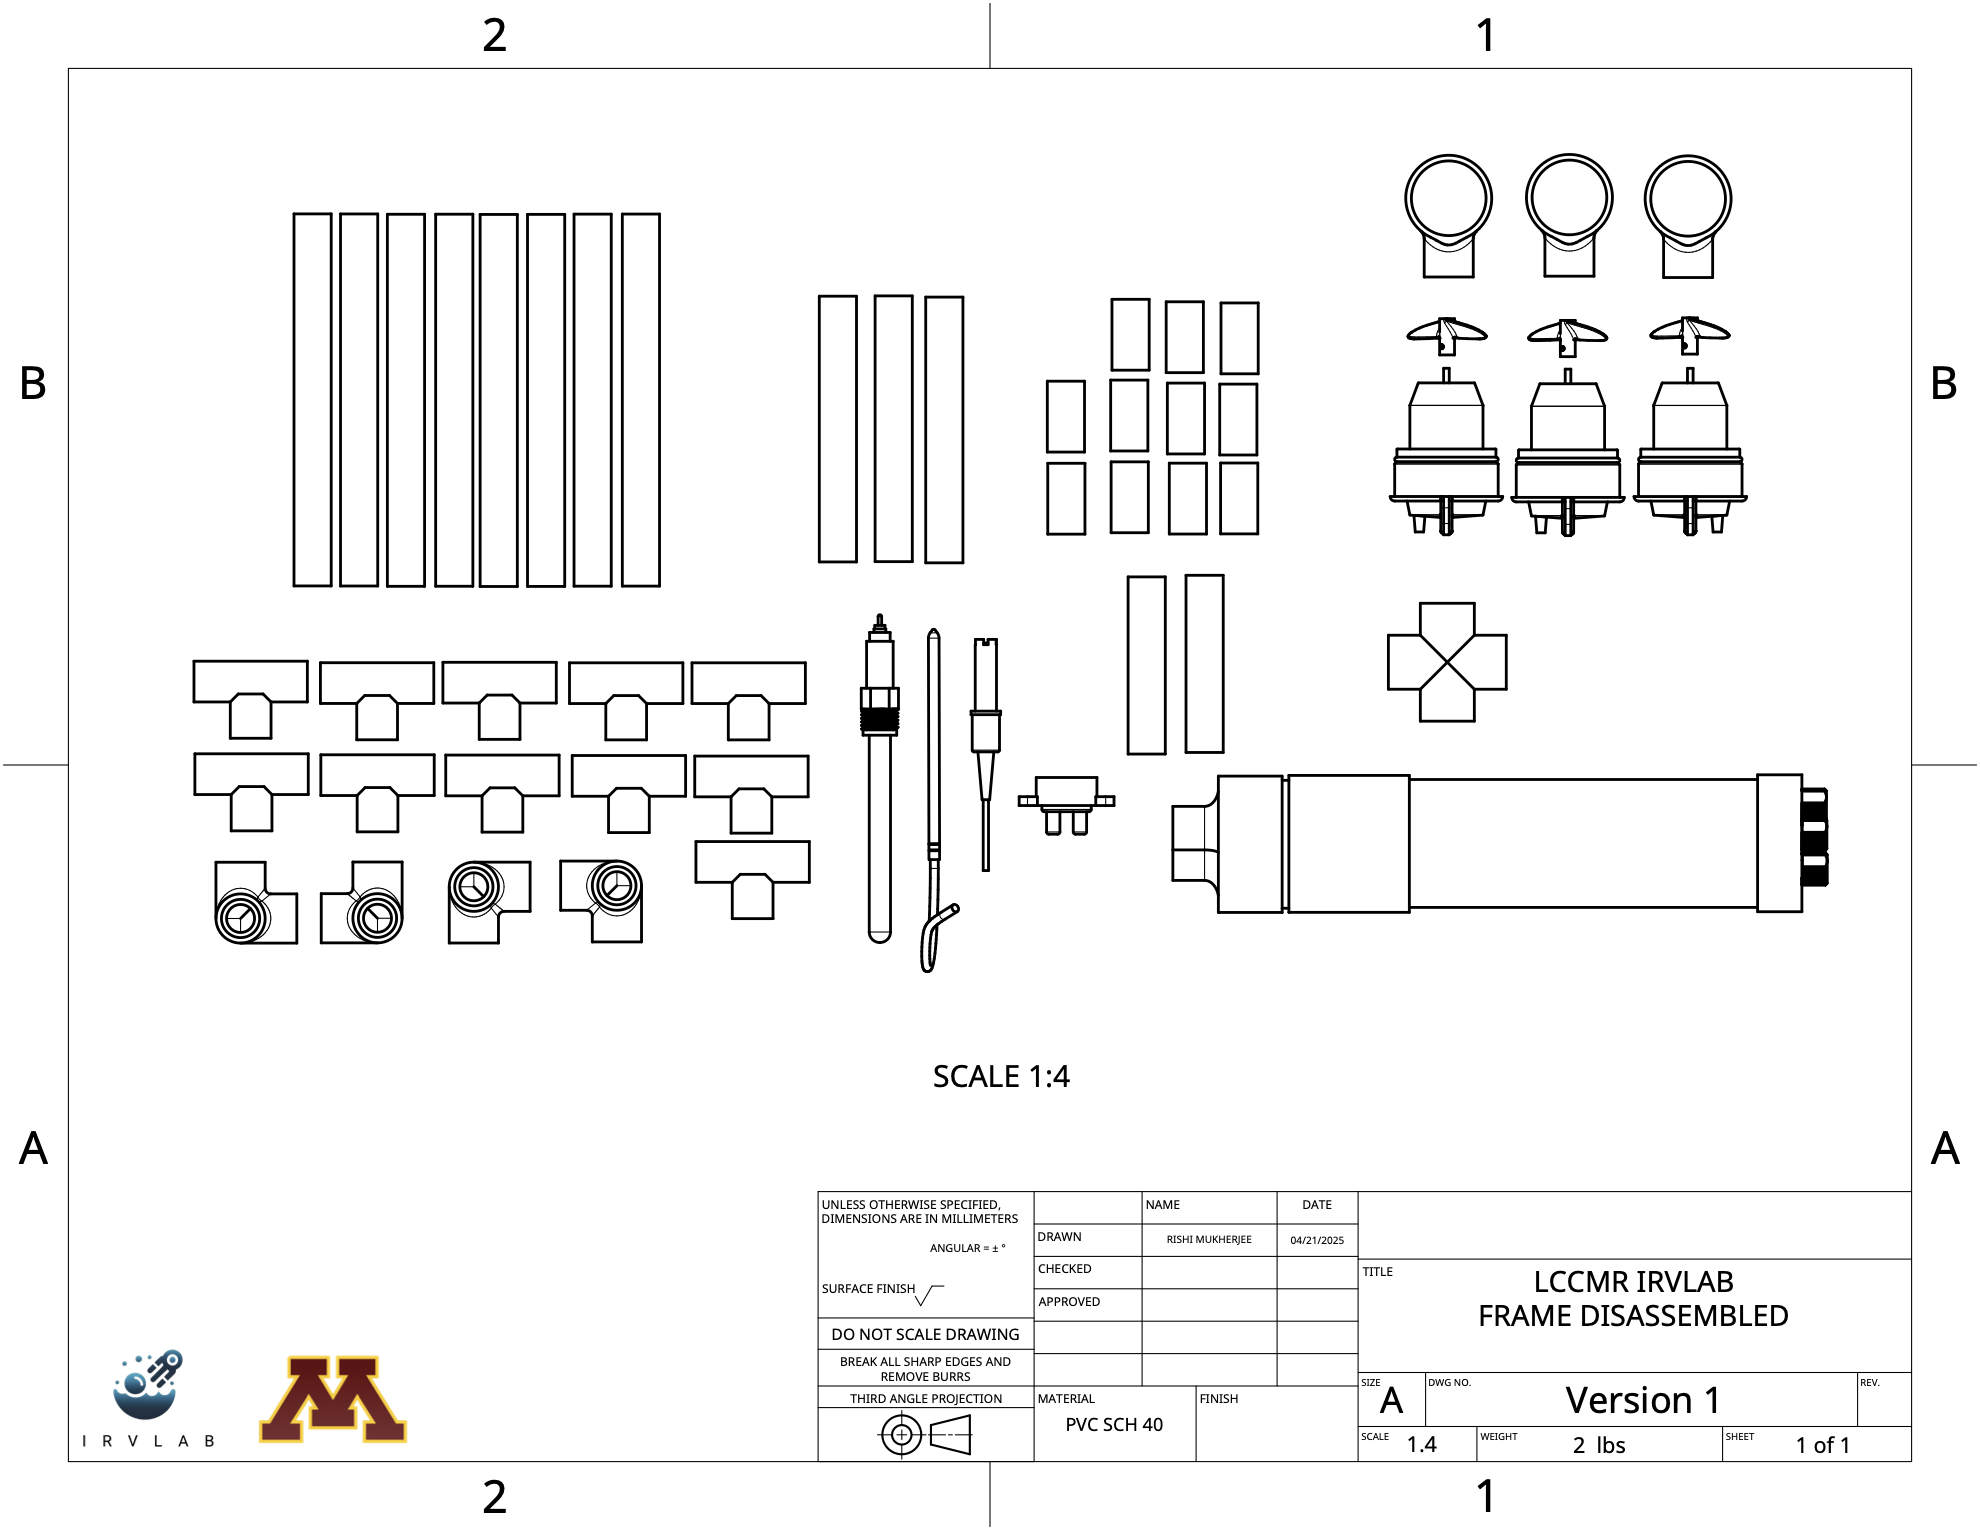 2
1
B
B
SCALE 1:4
A
A
UNLESS OTHERWISE SPECIFIED,
DIMENSIONS ARE IN MILLIMETERS
ANGULAR = ± °
SURFACE FINISH
DO NOT SCALE DRAWING
BREAK ALL SHARP EDGES AND
REMOVE BURRS
THIRD ANGLE PROJECTION
NAME
DATE
DRAWN
RISHI MUKHERJEE
04/21/2025
CHECKED
APPROVED
MATERIAL
PVC SCH 40
FINISH
TITLE
LCCMR IRVLAB
FRAME DISASSEMBLED
SIZE
A
DWG NO.
Version 1
REV.
SCALE
1.4
WEIGHT
2 lbs
SHEET
1 of 1
IRVLAB
M
2
1